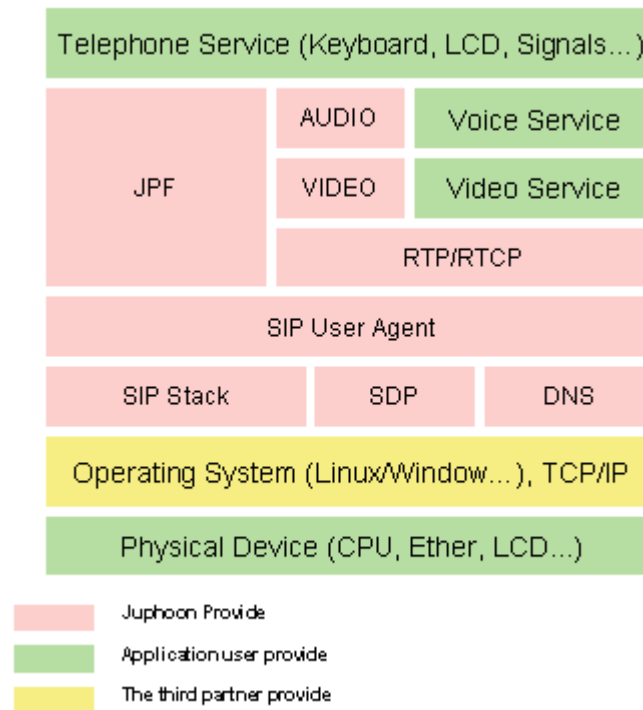 Telephone Service (Keyboard, LCD, Signals...)
JPF
AUDIO
Voice Service
VIDEO
Video Service
RTP/RTCP
SIP User Agent
SIP Stack
SDP
DNS
Operating System (Linux/Window...), TCP/IP
Physical Device (CPU, Ether, LCD...)
Juphoon Provide
Application user provide
The third partner provide